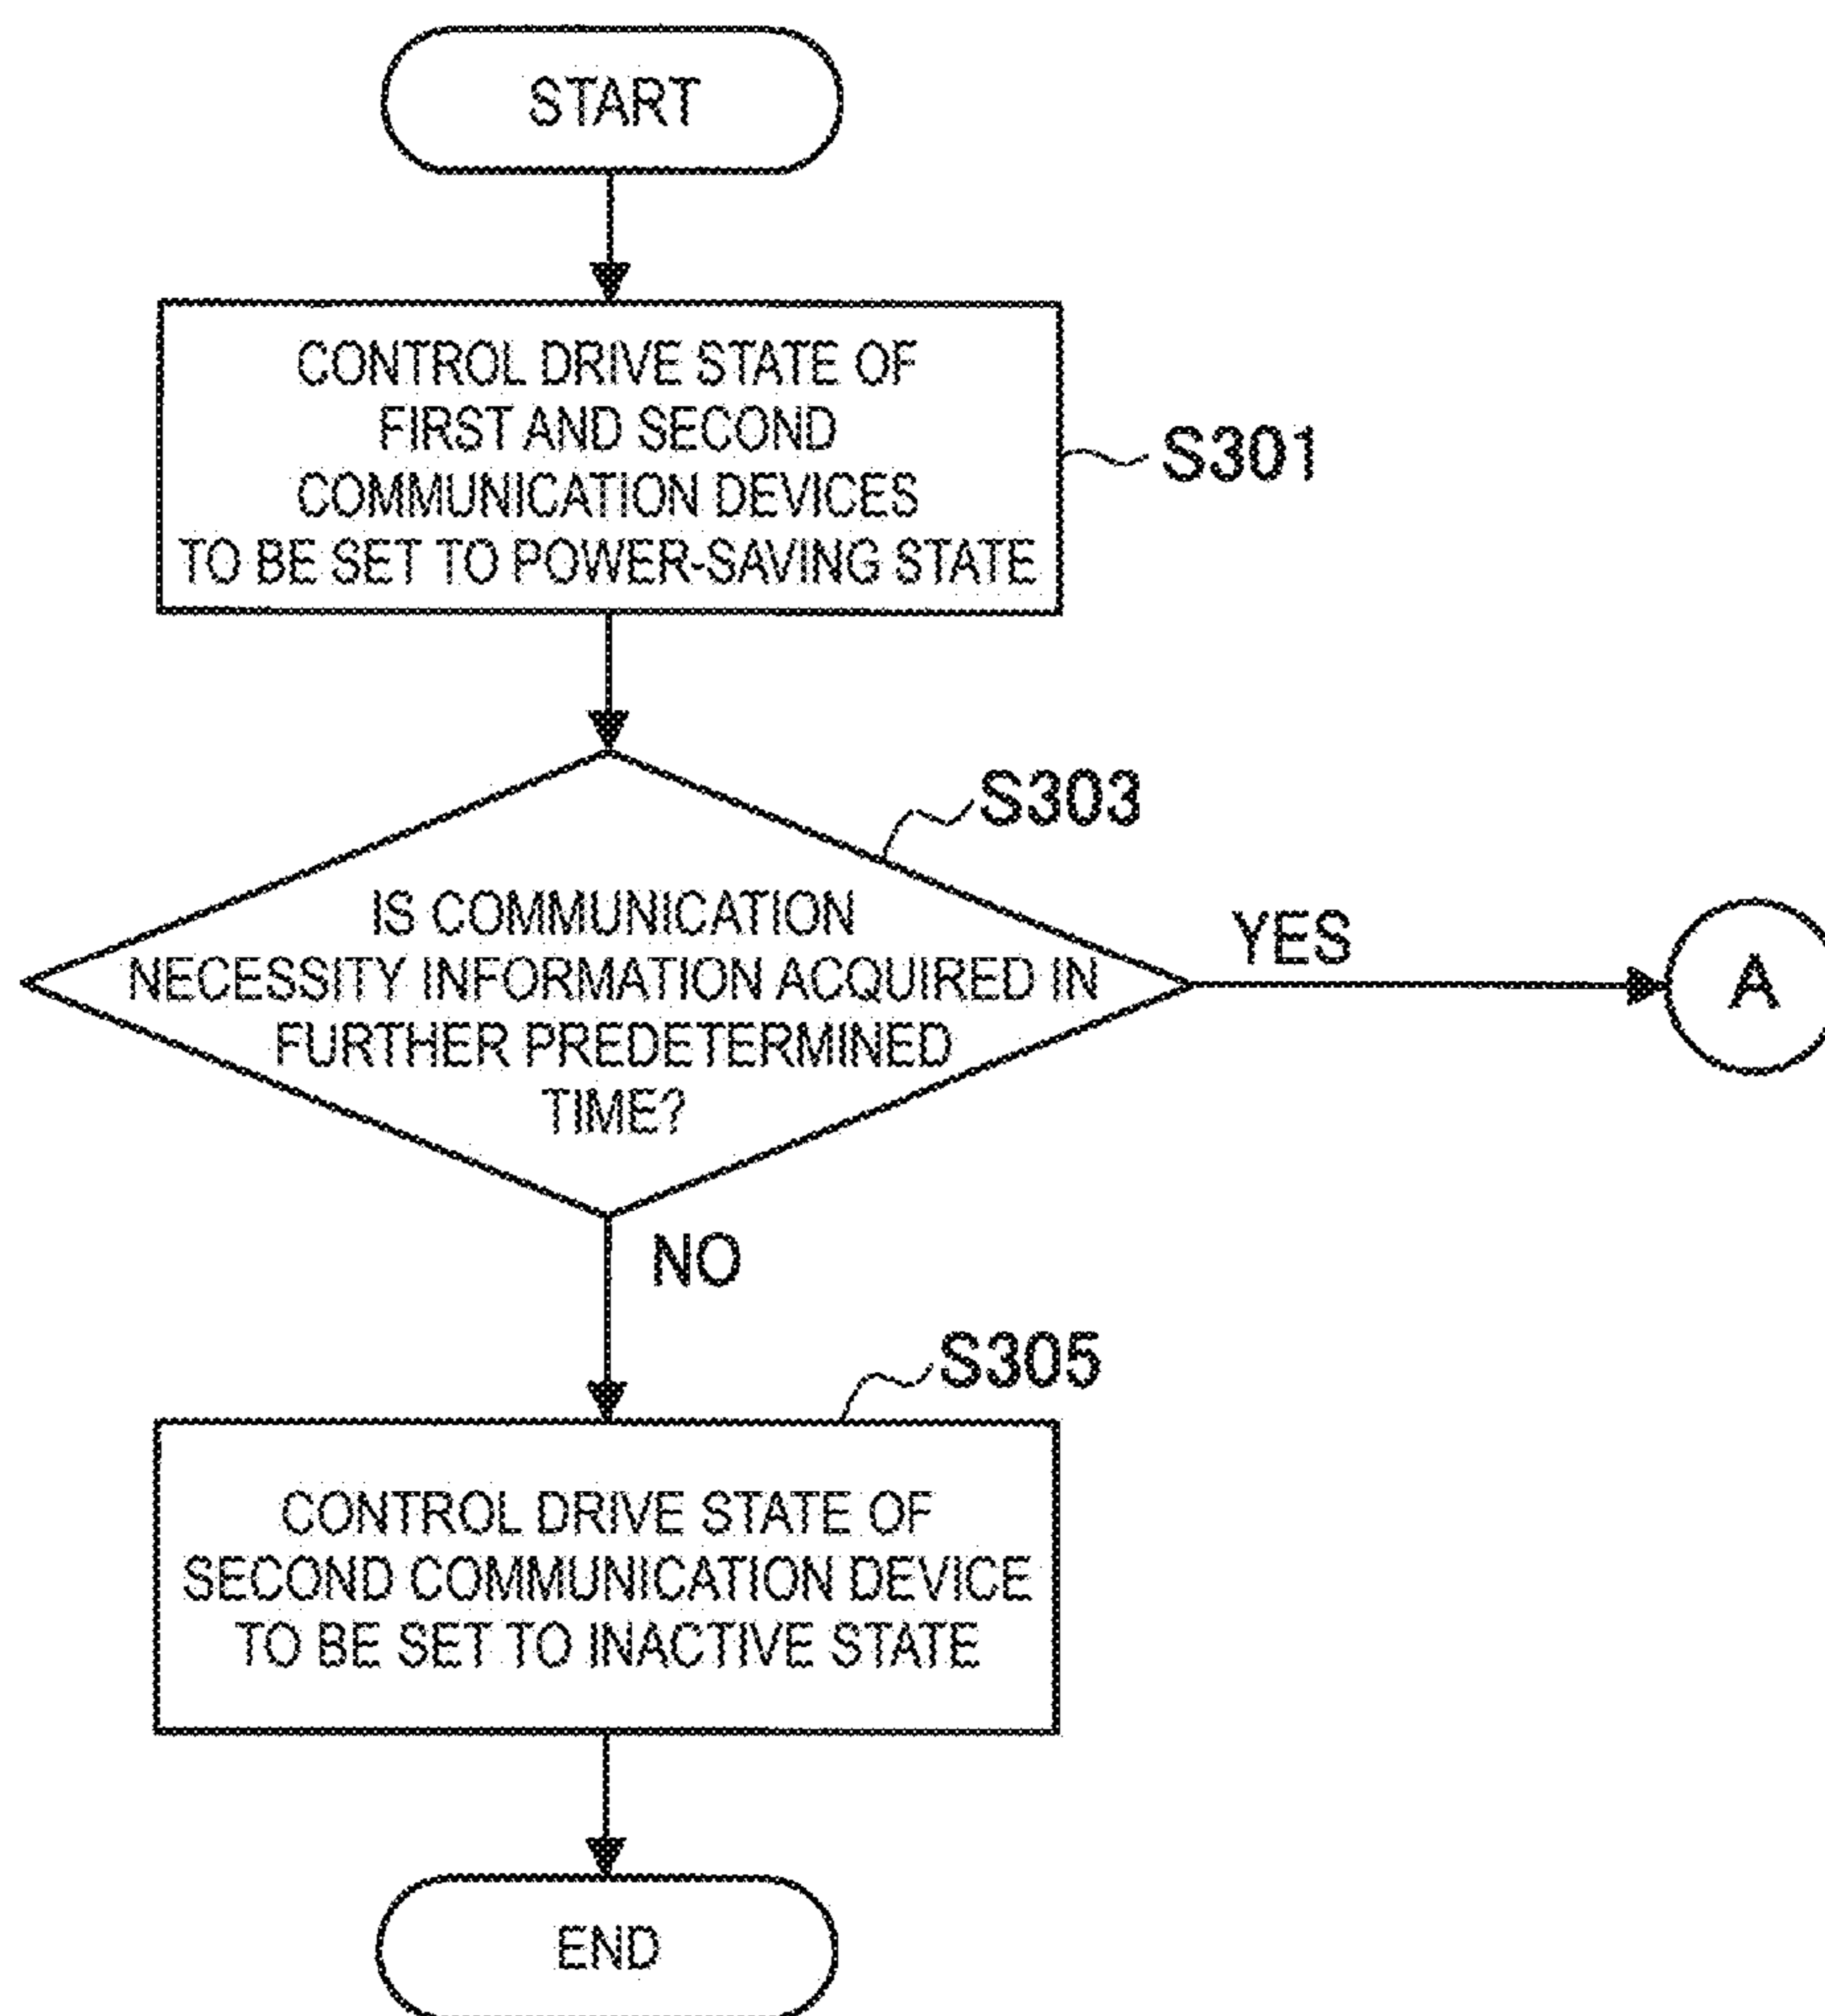 START
CONTROL DRIVE STATE OF
FIRST AND SECOND
COMMUNICATION DEVICES
TO BE SET TO POWER-SAVING STATE
S301
S303
IS COMMUNICATION
NECESSITY INFORMATION ACQUIRED IN
FURTHER PREDETERMINED
TIME?
YES
A
NO
S305
CONTROL DRIVE STATE OF
SECOND COMMUNICATION DEVICE
TO BE SET TO INACTIVE STATE
END